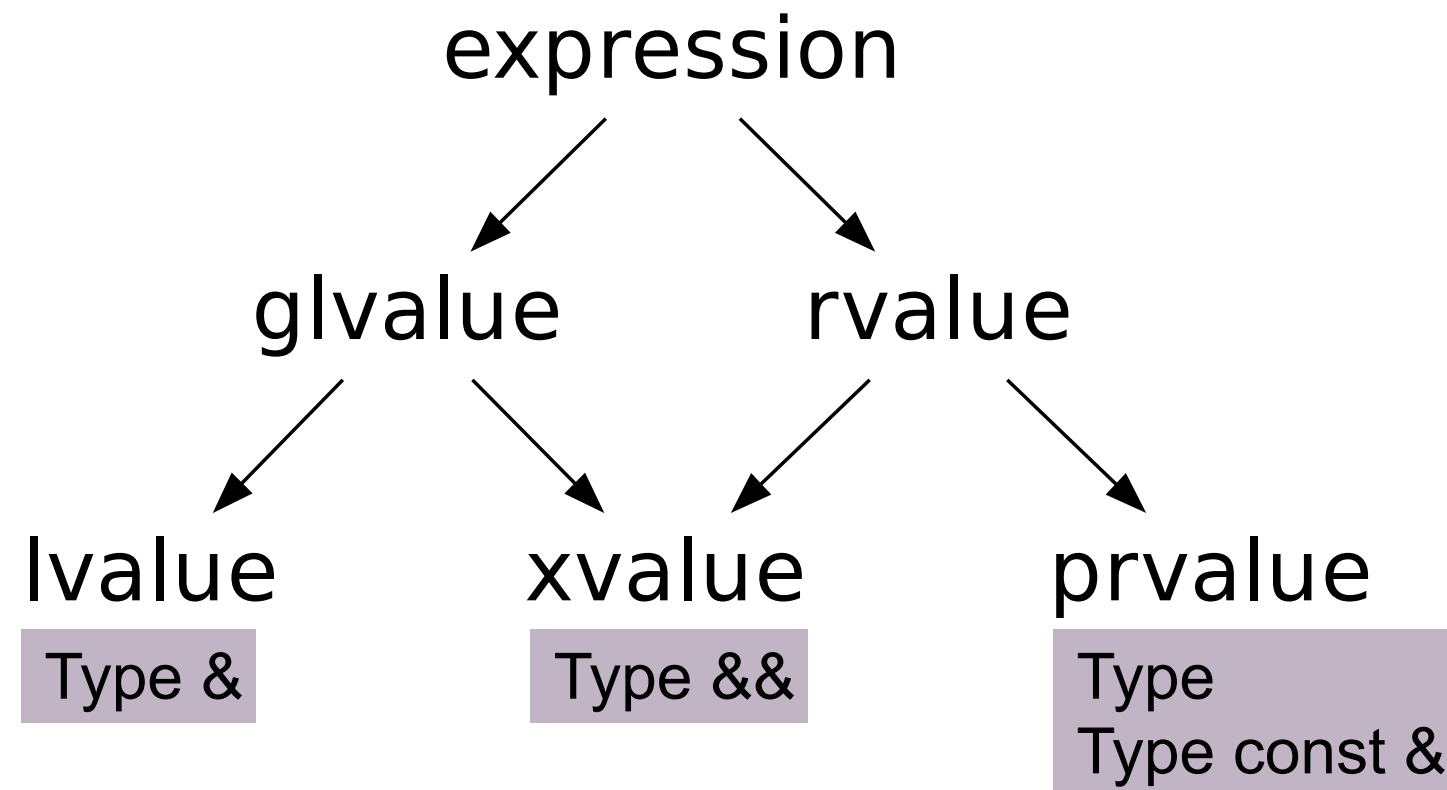 expression
glvalue
rvalue
lvalue
xvalue
prvalue
Type &
Type &&
Type
Type const &